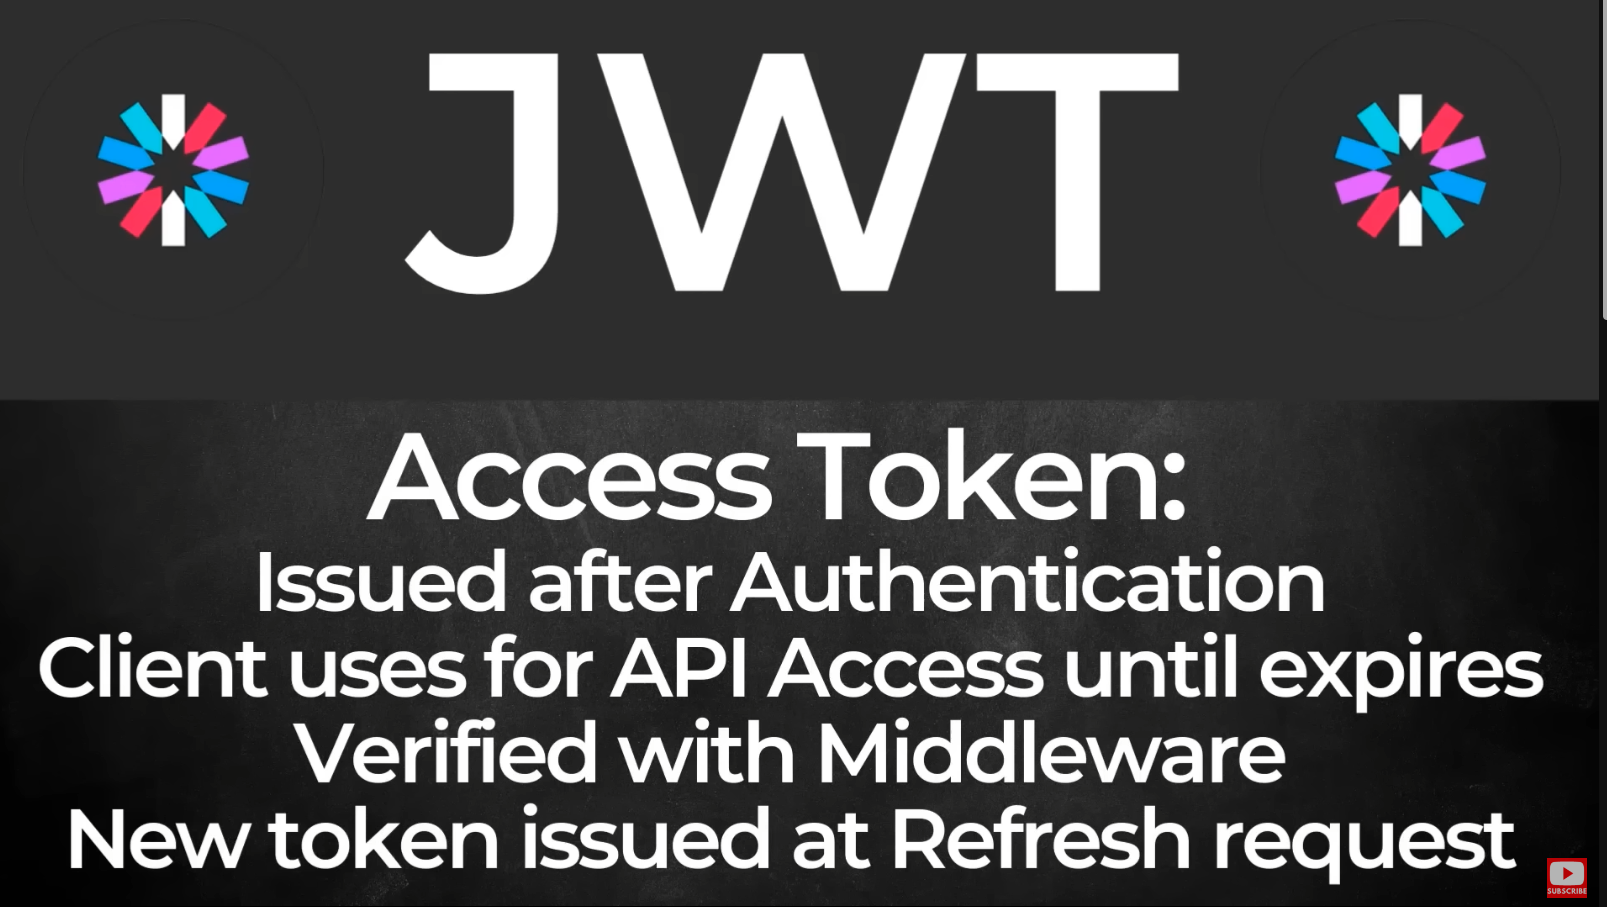 JWT
Access Token:
Issued after Authentication
Client uses for API Access until expires
Verified with Middleware
New token issued at Refresh request
SUBSCRIBE